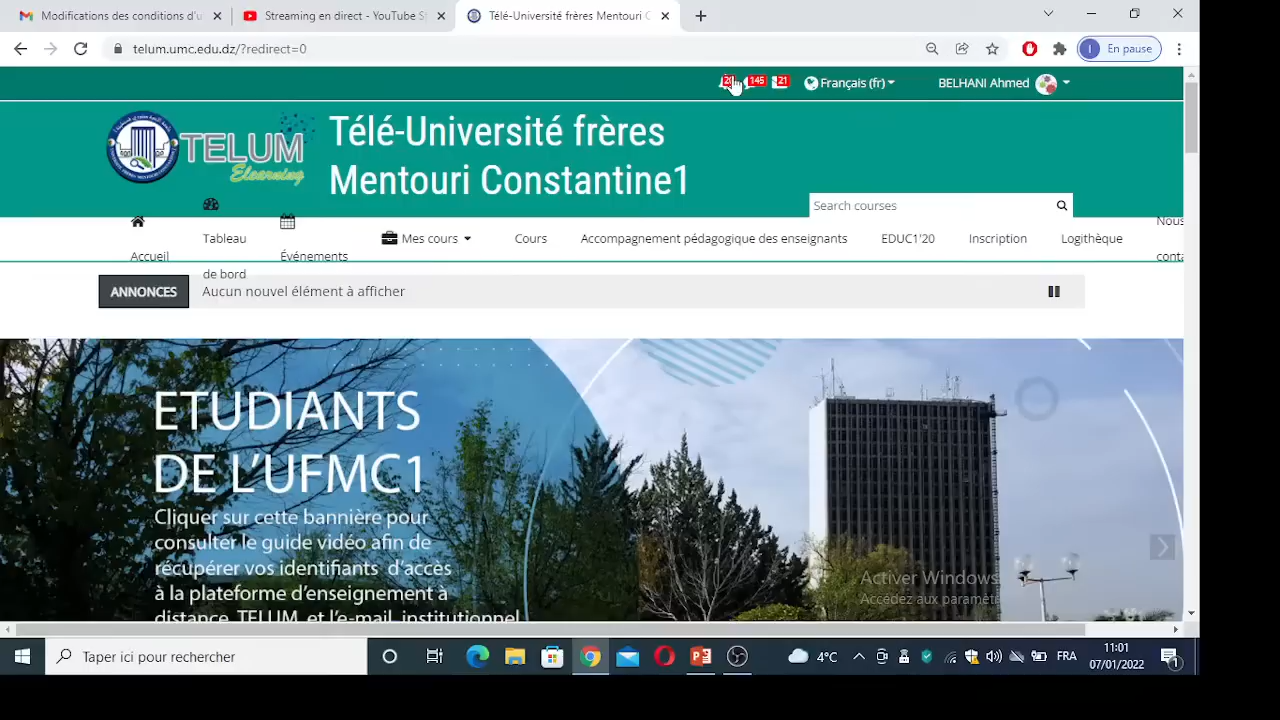 Modifications des conditions d'u
Streaming en direct - YouTube S
Télé-Université frères Mentouri C
telum.umc.edu.dz/?redirect=0
En pause
145
21
Français (fr)
BELHANI Ahmed
TELUM
Elearning
Télé-Université frères
Mentouri Constantine1
Search courses
Accueil
Tableau
de bord
Événements
Mes cours
Cours
Accompagnement pédagogique des enseignants
EDUC1'20
Inscription
Logithèque
Nous
conta
ANNONCES
Aucun nouvel élément à afficher
ETUDIANTS
DE L'UFMC1
Cliquer sur cette bannière pour
consulter le guide vidéo afin de
récupérer vos identifiants d'accès
à la plateforme d'enseignement à
distance TELUM et l'e-mail institutionnel
Activer Windows
Accédez aux paramètr
Taper ici pour rechercher
4°C
FRA
11:01
07/01/2022
1